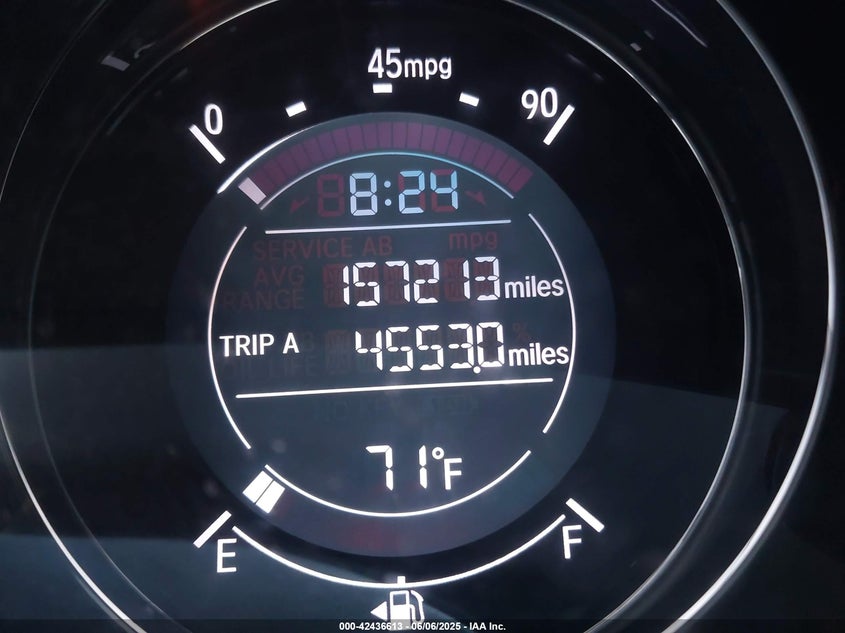 45mpg
0 90
8:24
SERVICE AB mpg
157213 miles
AVG
RANGE
TRIP A 4553.0 miles
LIFE %
71°F
E F
000-42436613 - 06/06/2025 - IAA Inc.